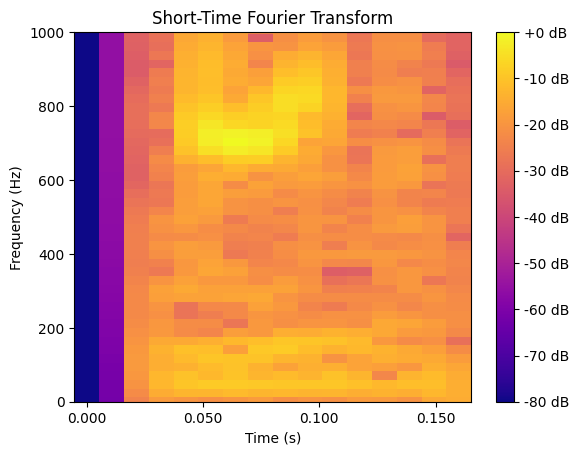 Short-Time Fourier Transform
Frequency (Hz)
1000
800
600
400
200
0
0.000
0.050
0.100
0.150
Time (s)
+0 dB
-10 dB
-20 dB
-30 dB
-40 dB
-50 dB
-60 dB
-70 dB
-80 dB